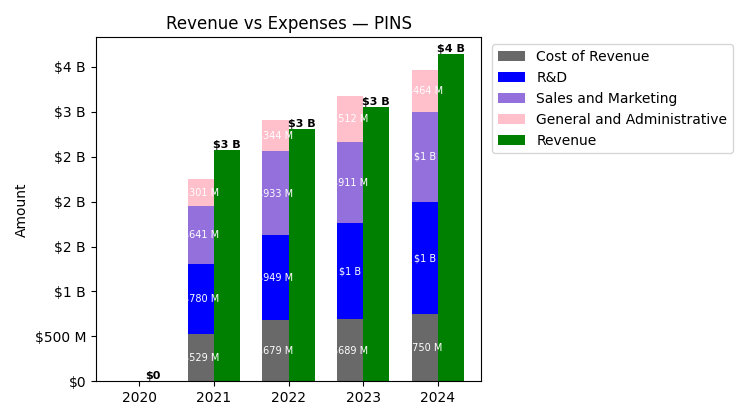 Revenue vs Expenses — PINS
Cost of Revenue
R&D
Sales and Marketing
General and Administrative
Revenue
Amount
$4 B
$3 B
$2 B
$2 B
$2 B
$1 B
$500 M
$0
$0
529 M
780 M
641 M
301 M
$3 B
679 M
949 M
933 M
344 M
$3 B
689 M
$1 B
911 M
512 M
$3 B
750 M
$1 B
$1 B
464 M
$4 B
2020
2021
2022
2023
2024